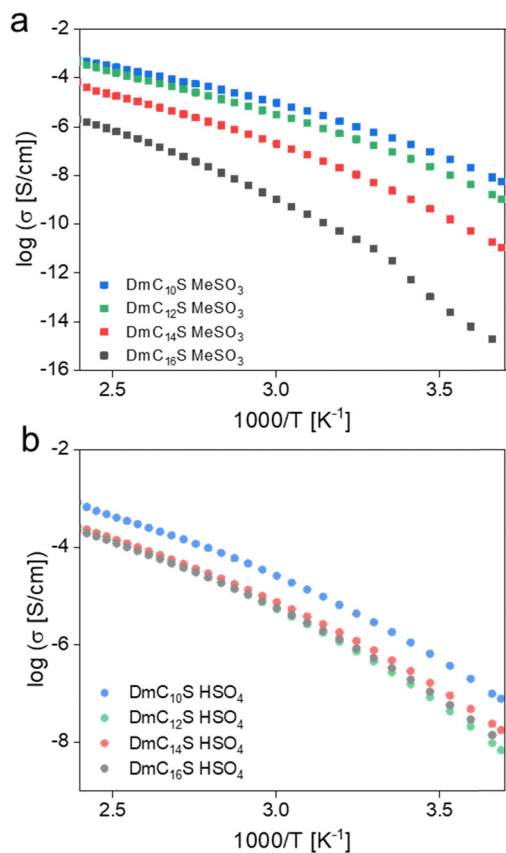 a
-2
-4
-6
-8
-10
-12
-14
-16
log (σ [S/cm])
DmC₁₀S MeSO₃
DmC₁₂S MeSO₃
DmC₁₄S MeSO₃
DmC₁₆S MeSO₃
2.5 3.0 3.5
1000/T [K⁻¹]
b
-2
-4
-6
-8
log (σ [S/cm])
DmC₁₀S HSO₄
DmC₁₂S HSO₄
DmC₁₄S HSO₄
DmC₁₆S HSO₄
2.5 3.0 3.5
1000/T [K⁻¹]